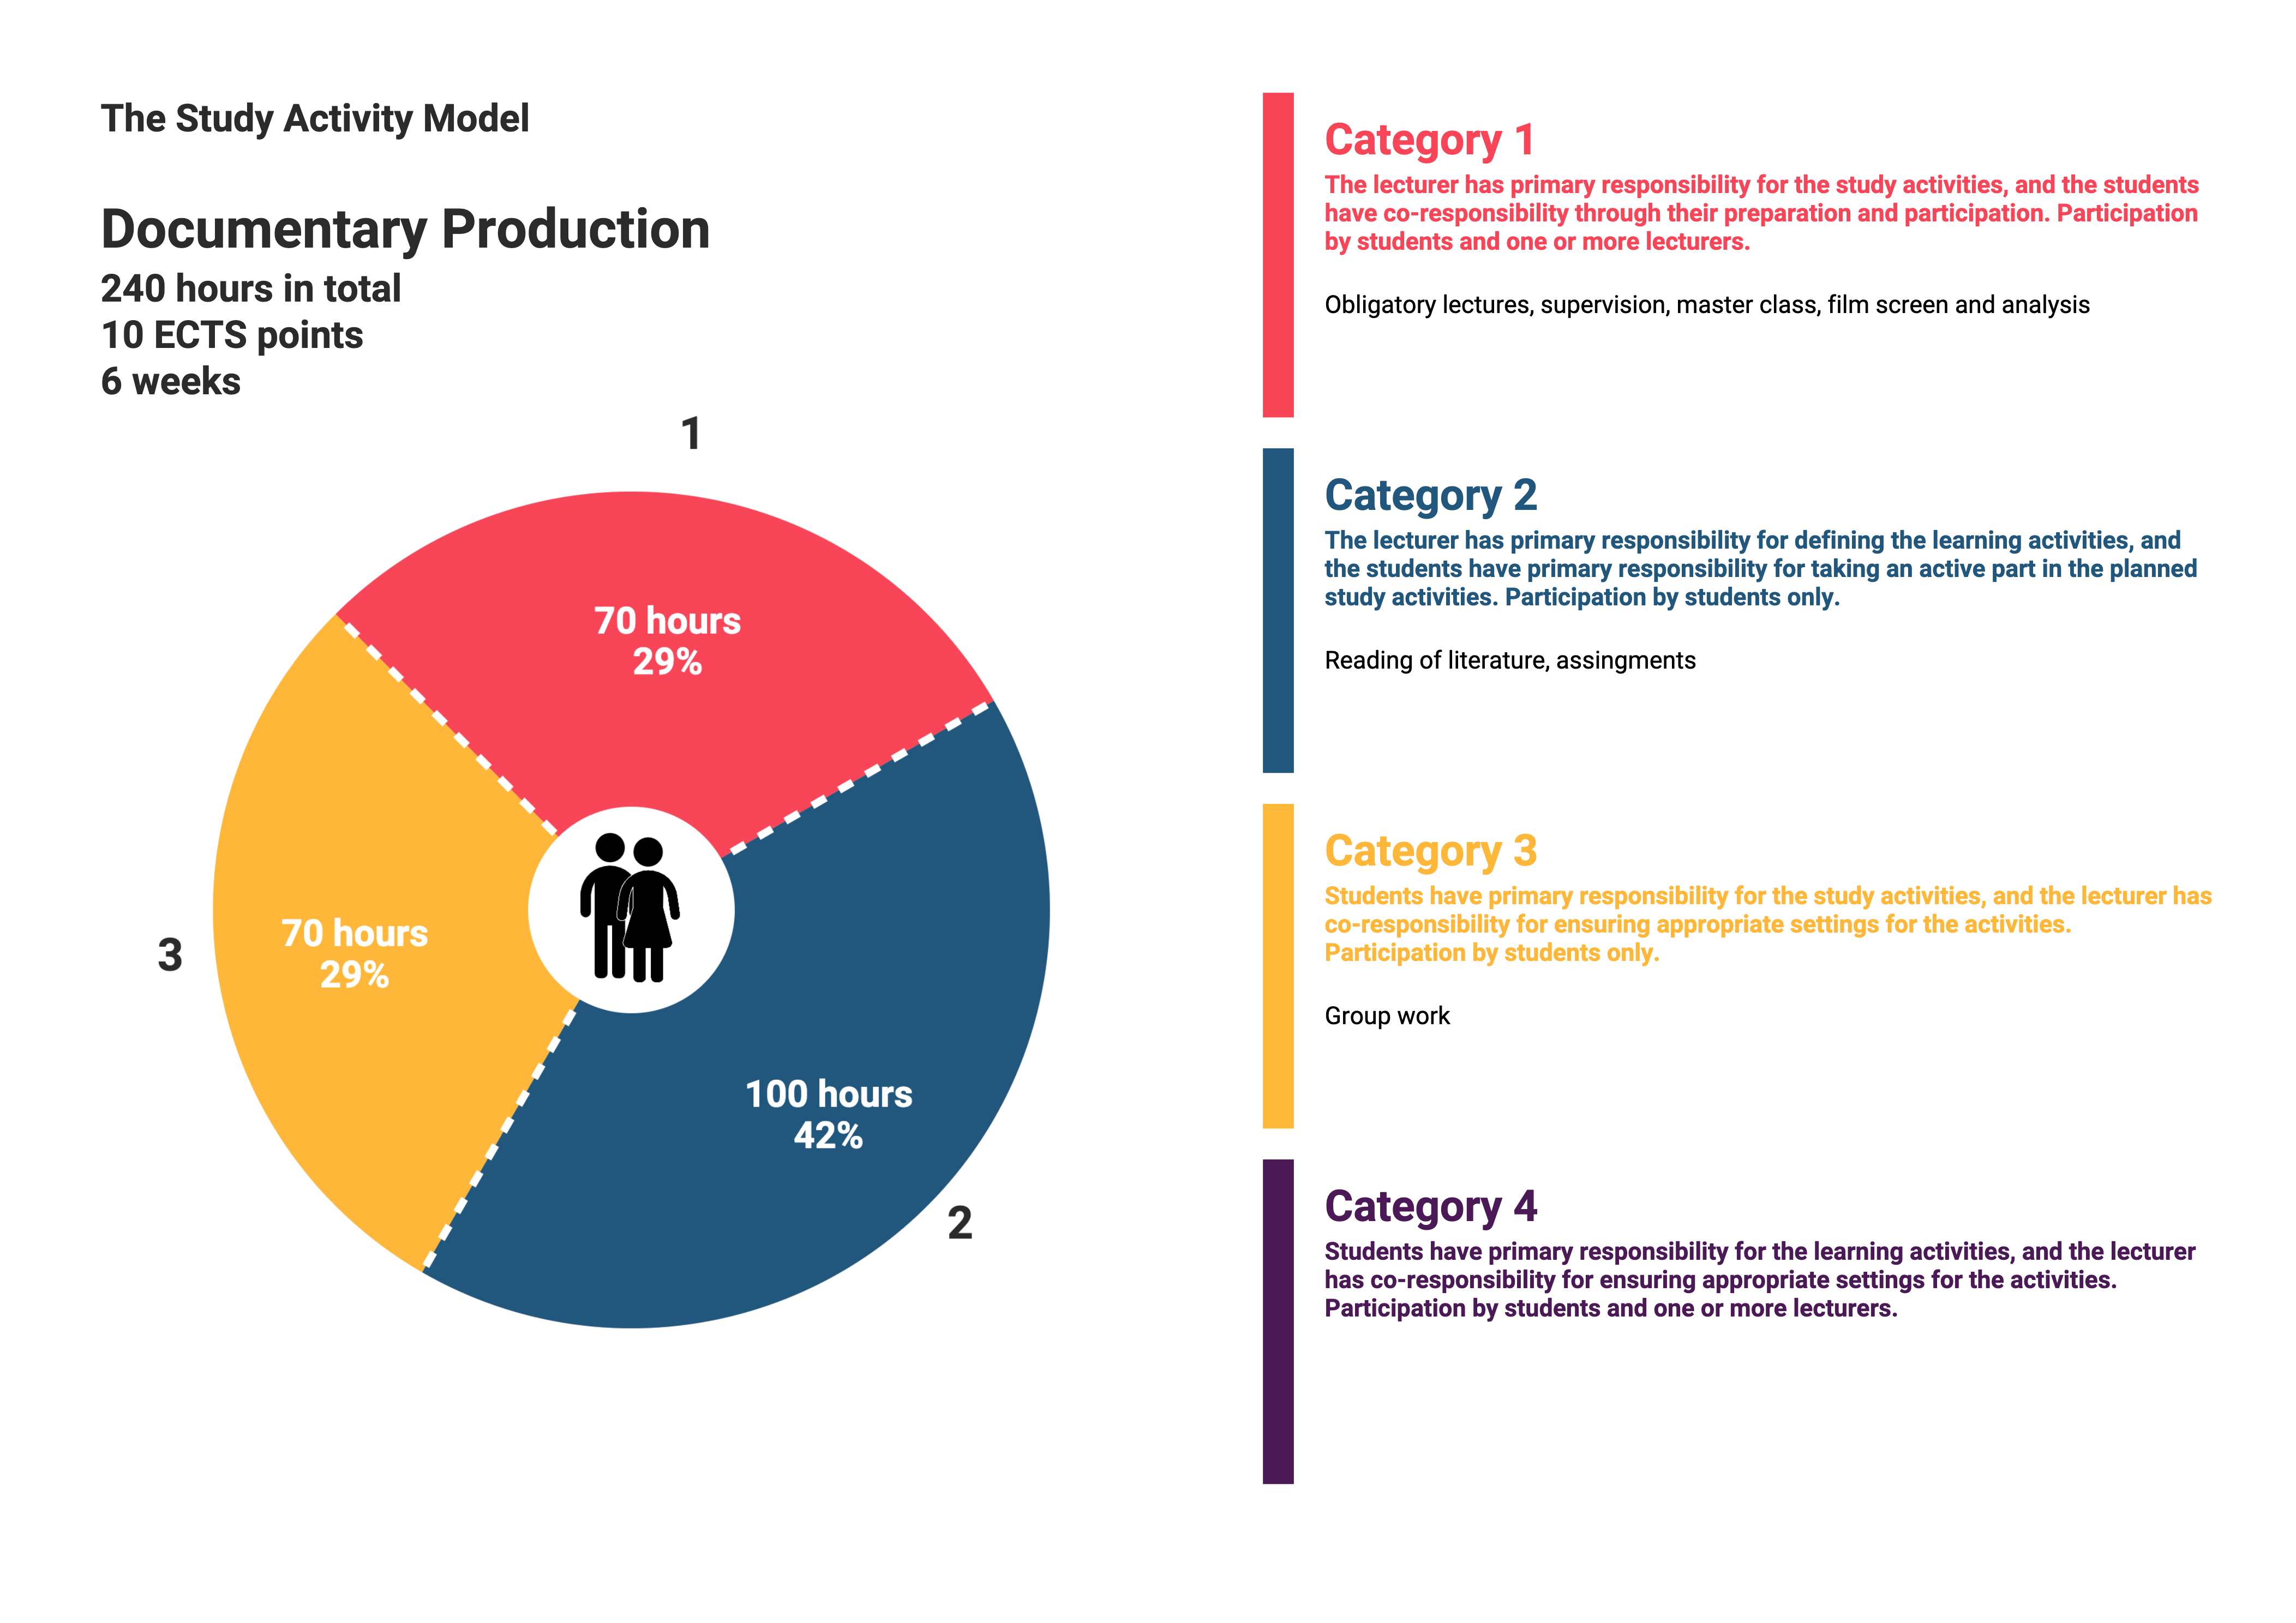 The Study Activity Model
Documentary Production
240 hours in total
10 ECTS points
6 weeks
1
70 hours
29%
3
70 hours
29%
100 hours
42%
2
Category 1
The lecturer has primary responsibility for the study activities, and the students
have co-responsibility through their preparation and participation. Participation
by students and one or more lecturers.
Obligatory lectures, supervision, master class, film screen and analysis
Category 2
The lecturer has primary responsibility for defining the learning activities, and
the students have primary responsibility for taking an active part in the planned
study activities. Participation by students only.
Reading of literature, assingments
Category 3
Students have primary responsibility for the study activities, and the lecturer has
co-responsibility for ensuring appropriate settings for the activities.
Participation by students only.
Group work
Category 4
Students have primary responsibility for the learning activities, and the lecturer
has co-responsibility for ensuring appropriate settings for the activities.
Participation by students and one or more lecturers.